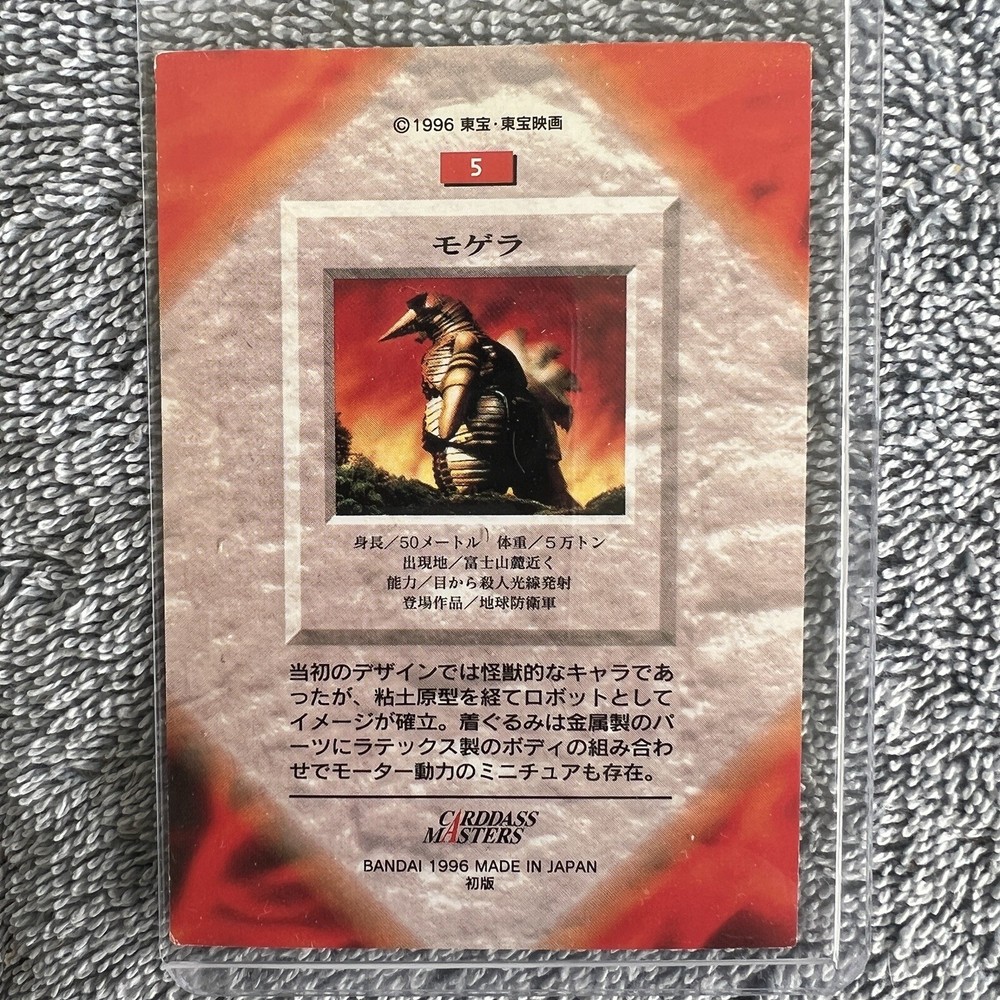 ©1996 東宝・東宝映画
5
モゲラ
身長／50メートル 体重／5万トン
出現地／富士山麓近く
能力／目から殺人光線発射
登場作品／地球防衛軍
当初のデザインでは怪獣的なキャラであ
ったが、粘土原型を経てロボットとして
イメージが確立。着ぐるみは金属製のパ
ーツにラテックス製のボディの組み合わ
せでモーター動力のミニチュアも存在。
CARDDASS
MASTERS
BANDAI 1996 MADE IN JAPAN
初版